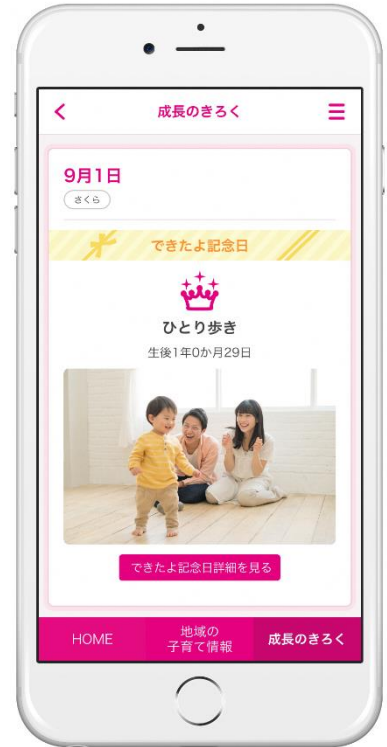 成長のきろく
9月1日
さくら
できたよ記念日
ひとり歩き
生後1年0か月29日
できたよ記念日詳細を見る
HOME
地域の
子育て情報
成長のきろく